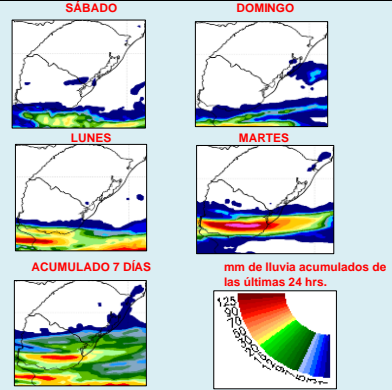 SÁBADO
DOMINGO
LUNES
MARTES
ACUMULADO 7 DÍAS
mm de lluvia acumulados de
las últimas 24 hrs.
125
90
70